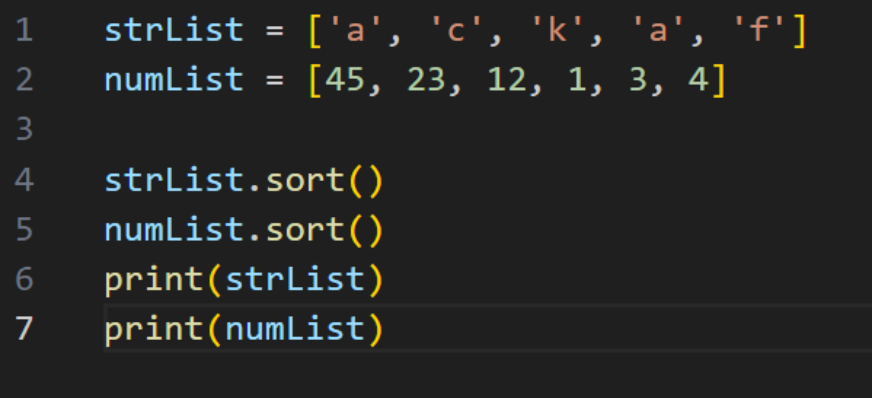 1 strList = ['a', 'c', 'k', 'a', 'f']
2 numList = [45, 23, 12, 1, 3, 4]
3
4 strList.sort()
5 numList.sort()
6 print(strList)
7 print(numList)